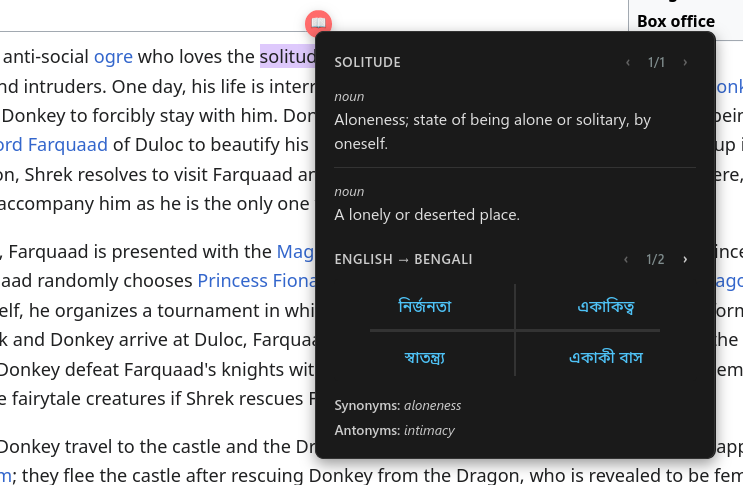 Box office
anti-social ogre who loves the solitud
nd intruders. One day, his life is interr
Donkey to forcibly stay with him. Don
ord Farquaad of Duloc to beautify his
on, Shrek resolves to visit Farquaad an
accompany him as he is the only one
, Farquaad is presented with the Mag
aad randomly chooses Princess Fiona
elf, he organizes a tournament in whi
k and Donkey arrive at Duloc, Farquaa
Donkey defeat Farquaad's knights wit
e fairytale creatures if Shrek rescues F
Donkey travel to the castle and the Dr
m; they flee the castle after rescuing Donkey from the Dragon, who is revealed to be fem
SOLITUDE ‹ 1/1 ›
noun
Aloneness; state of being alone or solitary, by
oneself.
noun
A lonely or deserted place.
ENGLISH → BENGALI ‹ 1/2 ›
নির্জনতা একাকিত্ব
স্বাতন্ত্র্য একাকী বাস
Synonyms: aloneness
Antonyms: intimacy